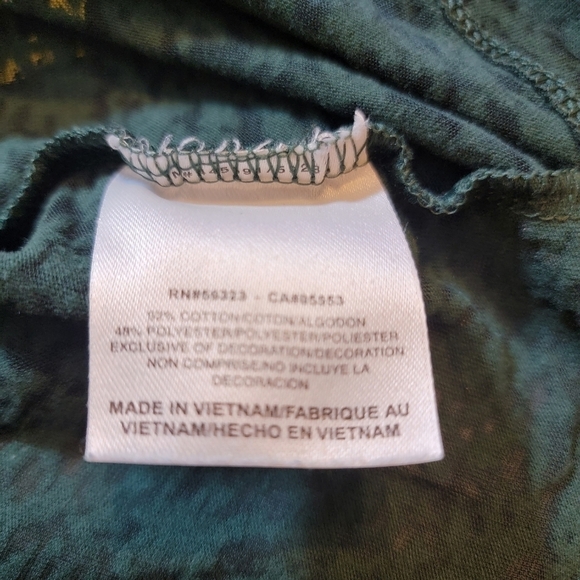 RN#56323 - CA#05553
52% COTTON/COTON/ALGODON
48% POLYESTER/POLYESTER/POLIESTER
EXCLUSIVE OF DECORATION/DECORATION
NON COMPRISE/NO INCLUYE LA
DECORACION
MADE IN VIETNAM/FABRIQUE AU
VIETNAM/HECHO EN VIETNAM